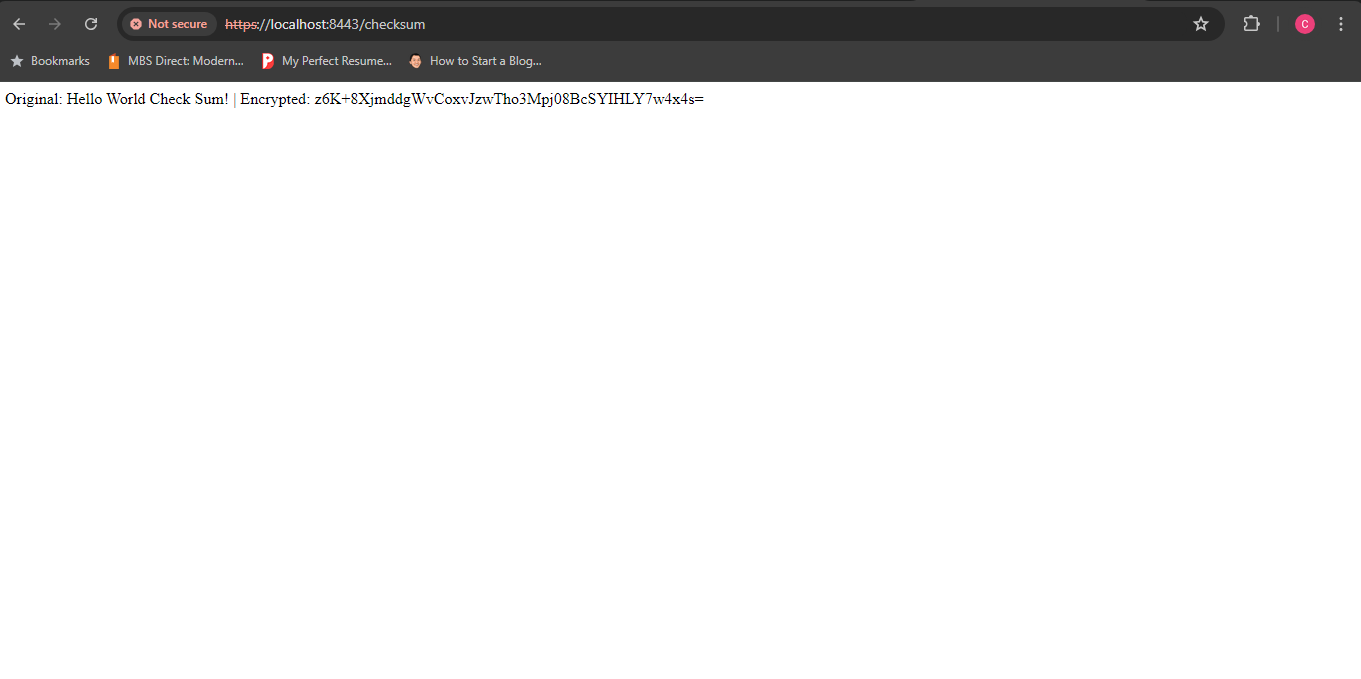 Not secure https://localhost:8443/checksum C
Bookmarks MBS Direct: Modern... My Perfect Resume... How to Start a Blog...
Original: Hello World Check Sum! | Encrypted: z6K+8XjmddgWvCoxvJzwTho3Mpj08BcSYIHLY7w4x4s=